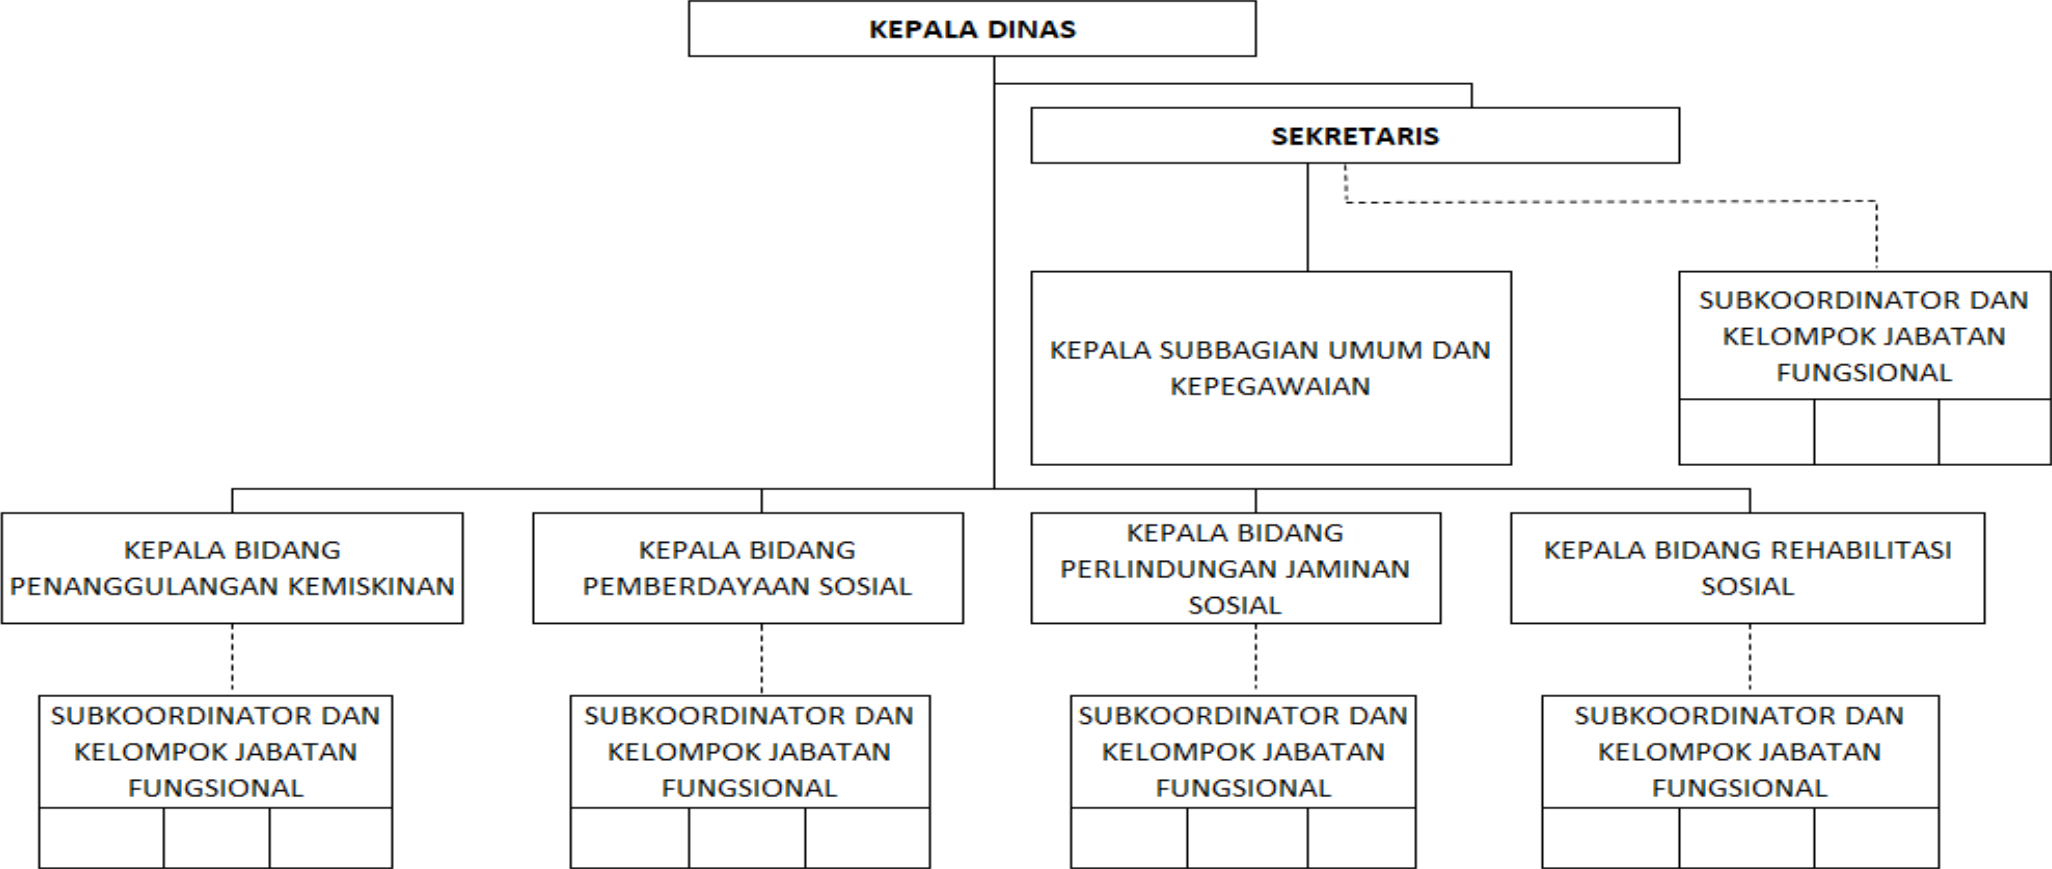 KEPALA DINAS
SEKRETARIS
KEPALA SUBBAGIAN UMUM DAN
KEPEGAWAIAN
SUBKOORDINATOR DAN
KELOMPOK JABATAN
FUNGSIONAL
KEPALA BIDANG
PENANGGULANGAN KEMISKINAN
KEPALA BIDANG
PEMBERDAYAAN SOSIAL
KEPALA BIDANG
PERLINDUNGAN JAMINAN
SOSIAL
KEPALA BIDANG REHABILITASI
SOSIAL
SUBKOORDINATOR DAN
KELOMPOK JABATAN
FUNGSIONAL
SUBKOORDINATOR DAN
KELOMPOK JABATAN
FUNGSIONAL
SUBKOORDINATOR DAN
KELOMPOK JABATAN
FUNGSIONAL
SUBKOORDINATOR DAN
KELOMPOK JABATAN
FUNGSIONAL